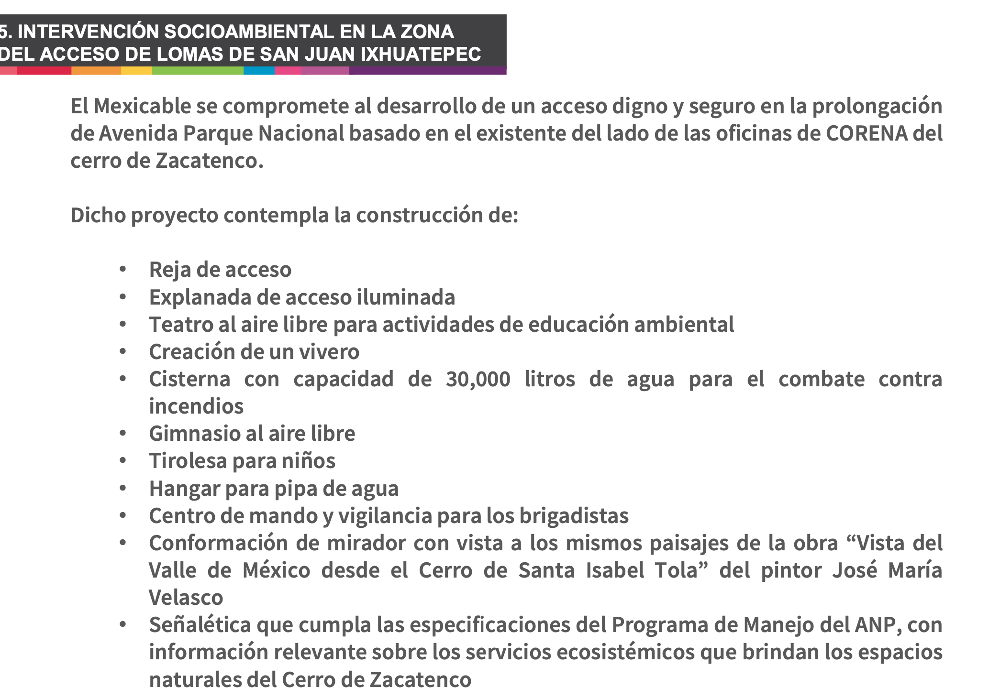 5. INTERVENCIÓN SOCIOAMBIENTAL EN LA ZONA
DEL ACCESO DE LOMAS DE SAN JUAN IXHUATEPEC
El Mexicable se compromete al desarrollo de un acceso digno y seguro en la prolongación
de Avenida Parque Nacional basado en el existente del lado de las oficinas de CORENA del
cerro de Zacatenco.
Dicho proyecto contempla la construcción de:
• Reja de acceso
• Explanada de acceso iluminada
• Teatro al aire libre para actividades de educación ambiental
• Creación de un vivero
• Cisterna con capacidad de 30,000 litros de agua para el combate contra
incendios
• Gimnasio al aire libre
• Tirolesa para niños
• Hangar para pipa de agua
• Centro de mando y vigilancia para los brigadistas
• Conformación de mirador con vista a los mismos paisajes de la obra “Vista del
Valle de México desde el Cerro de Santa Isabel Tola” del pintor José María
Velasco
• Señalética que cumpla las especificaciones del Programa de Manejo del ANP, con
información relevante sobre los servicios ecosistémicos que brindan los espacios
naturales del Cerro de Zacatenco